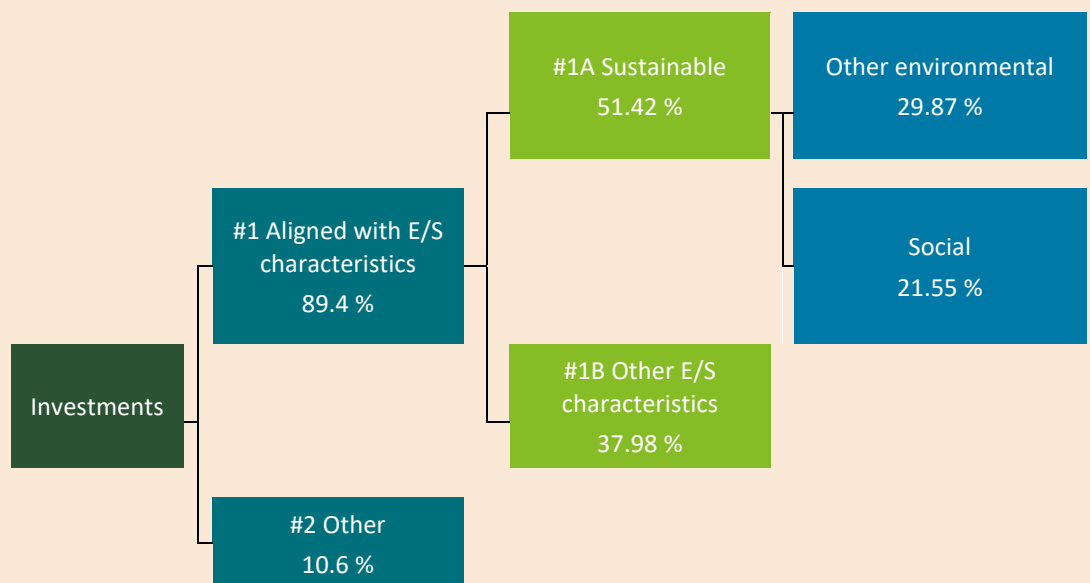 Investments
#1 Aligned with E/S
characteristics
89.4 %
#2 Other
10.6 %
#1A Sustainable
51.42 %
#1B Other E/S
characteristics
37.98 %
Other environmental
29.87 %
Social
21.55 %